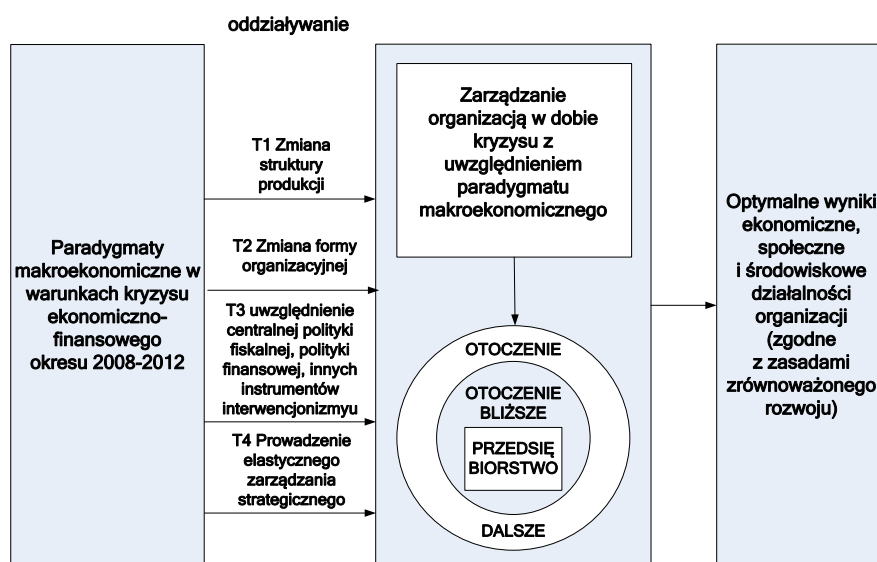 oddziaływanie
Paradygmaty
makroekonomiczne w
warunkach kryzysu
ekonomiczno-
finansowego
okresu 2008-2012
T1 Zmiana
struktury
produkcji
T2 Zmiana formy
organizacyjnej
T3 uwzględnienie
centralnej polityki
fiskalnej, polityki
finansowej, innych
instrumentów
interwencjonizmyu
T4 Prowadzenie
elastycznego
zarządzania
strategicznego
Zarządzanie
organizacją w dobie
kryzysu z
uwzględnieniem
paradygmatu
makroekonomicznego
OTOCZENIE
OTOCZENIE
BLIŻSZE
PRZEDSIĘ
BIORSTWO
DALSZE
Optymalne wyniki
ekonomiczne,
społeczne
i środowiskowe
działalności
organizacji
(zgodne
z zasadami
zrównoważonego
rozwoju)